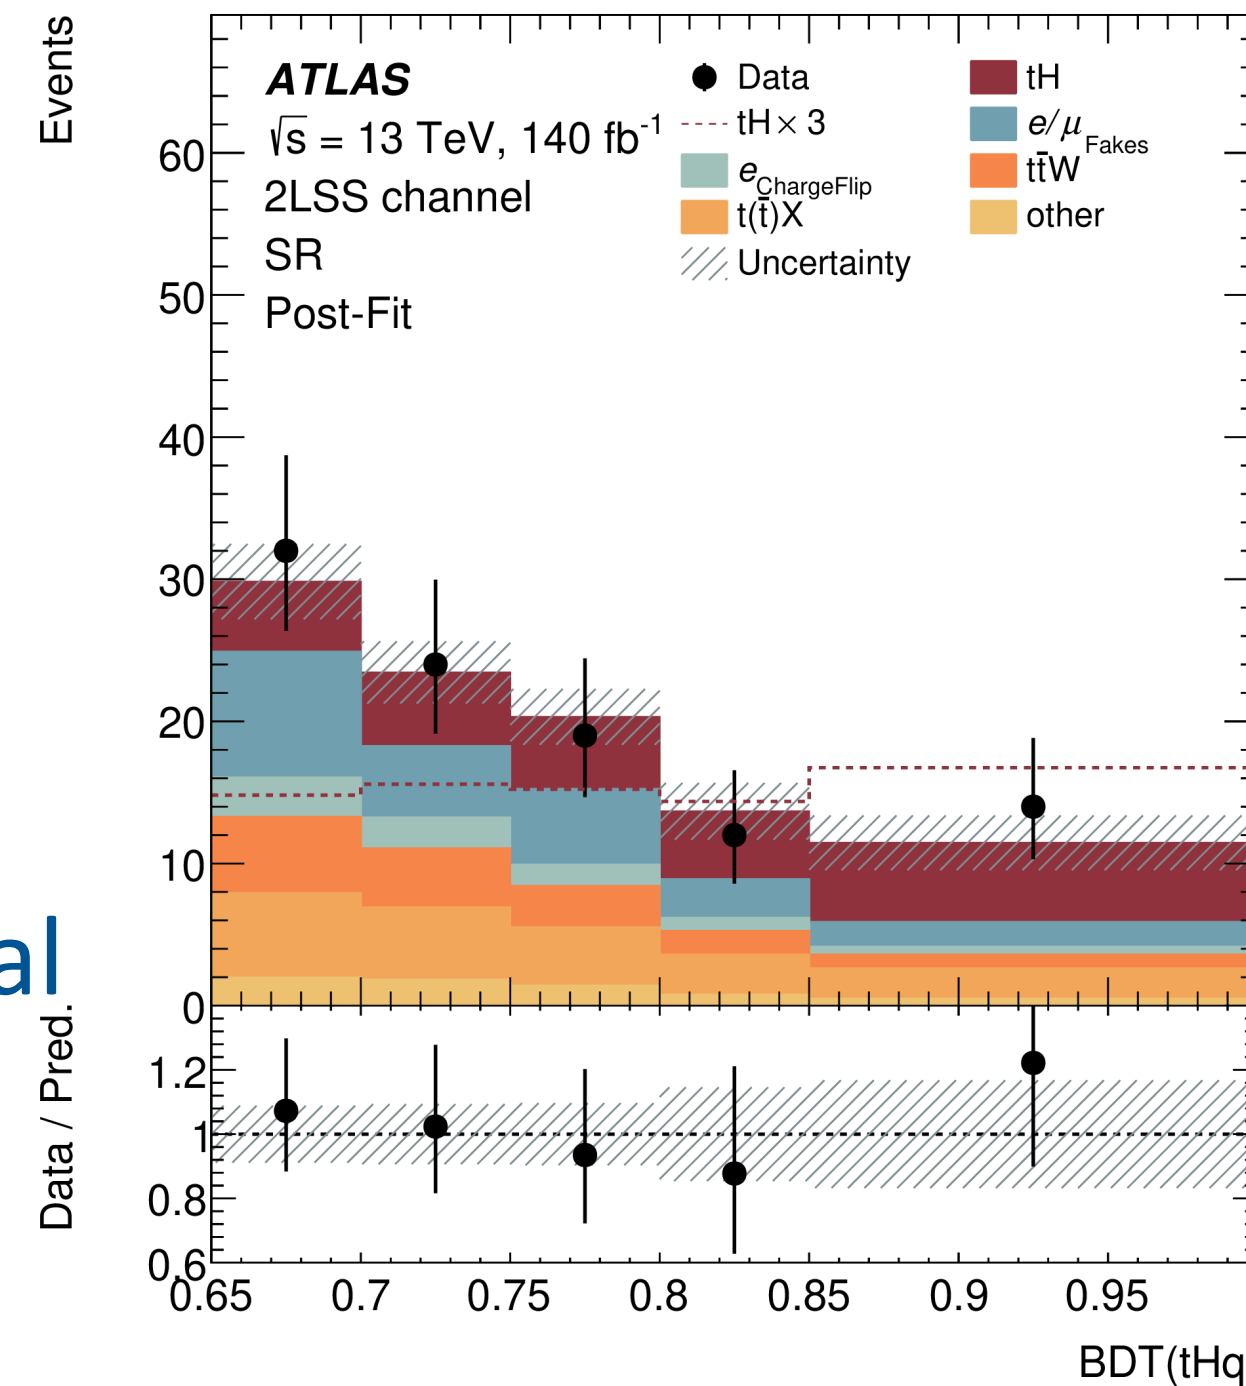 Events
ATLAS
√s = 13 TeV, 140 fb⁻¹
2LSS channel
SR
Post-Fit
Data
tH × 3
e ChargeFlip
t(t̄)X
Uncertainty
tH
e/μ Fakes
tt̄W
other
60
50
40
30
20
10
0
al
Data / Pred.
1.2
1
0.8
0.6
0.65 0.7 0.75 0.8 0.85 0.9 0.95
BDT(tHq